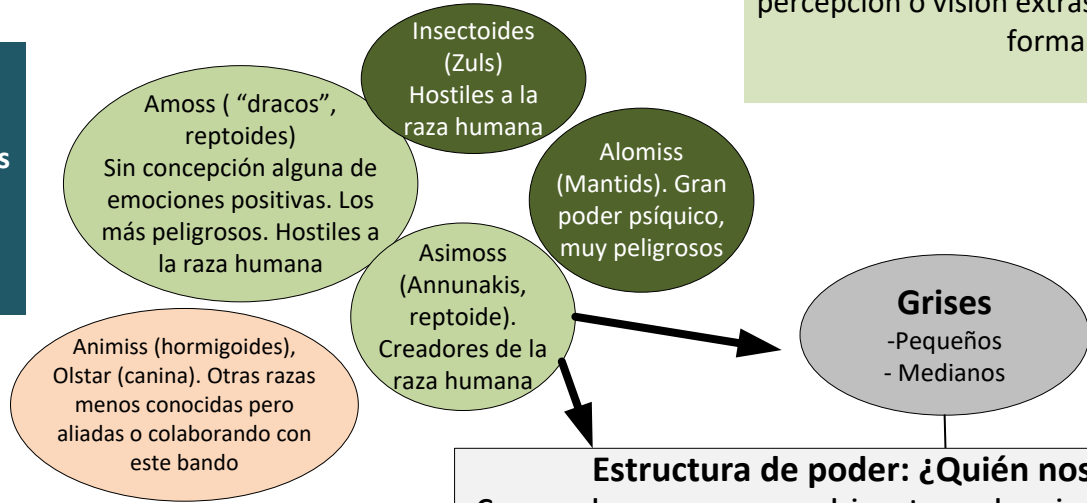 percepción o visión extras
forma
s
Insectoides
(Zuls)
Hostiles a la
raza humana
Amoss ( “dracos”,
reptoides)
Sin concepción alguna de
emociones positivas. Los
más peligrosos. Hostiles a
la raza humana
Alomiss
(Mantids). Gran
poder psíquico,
muy peligrosos
Asimoss
(Annunakis,
reptoide).
Creadores de la
raza humana
Grises
-Pequeños
- Medianos
Animiss (hormigoides),
Olstar (canina). Otras razas
menos conocidas pero
aliadas o colaborando con
este bando
Estructura de poder: ¿Quién nos